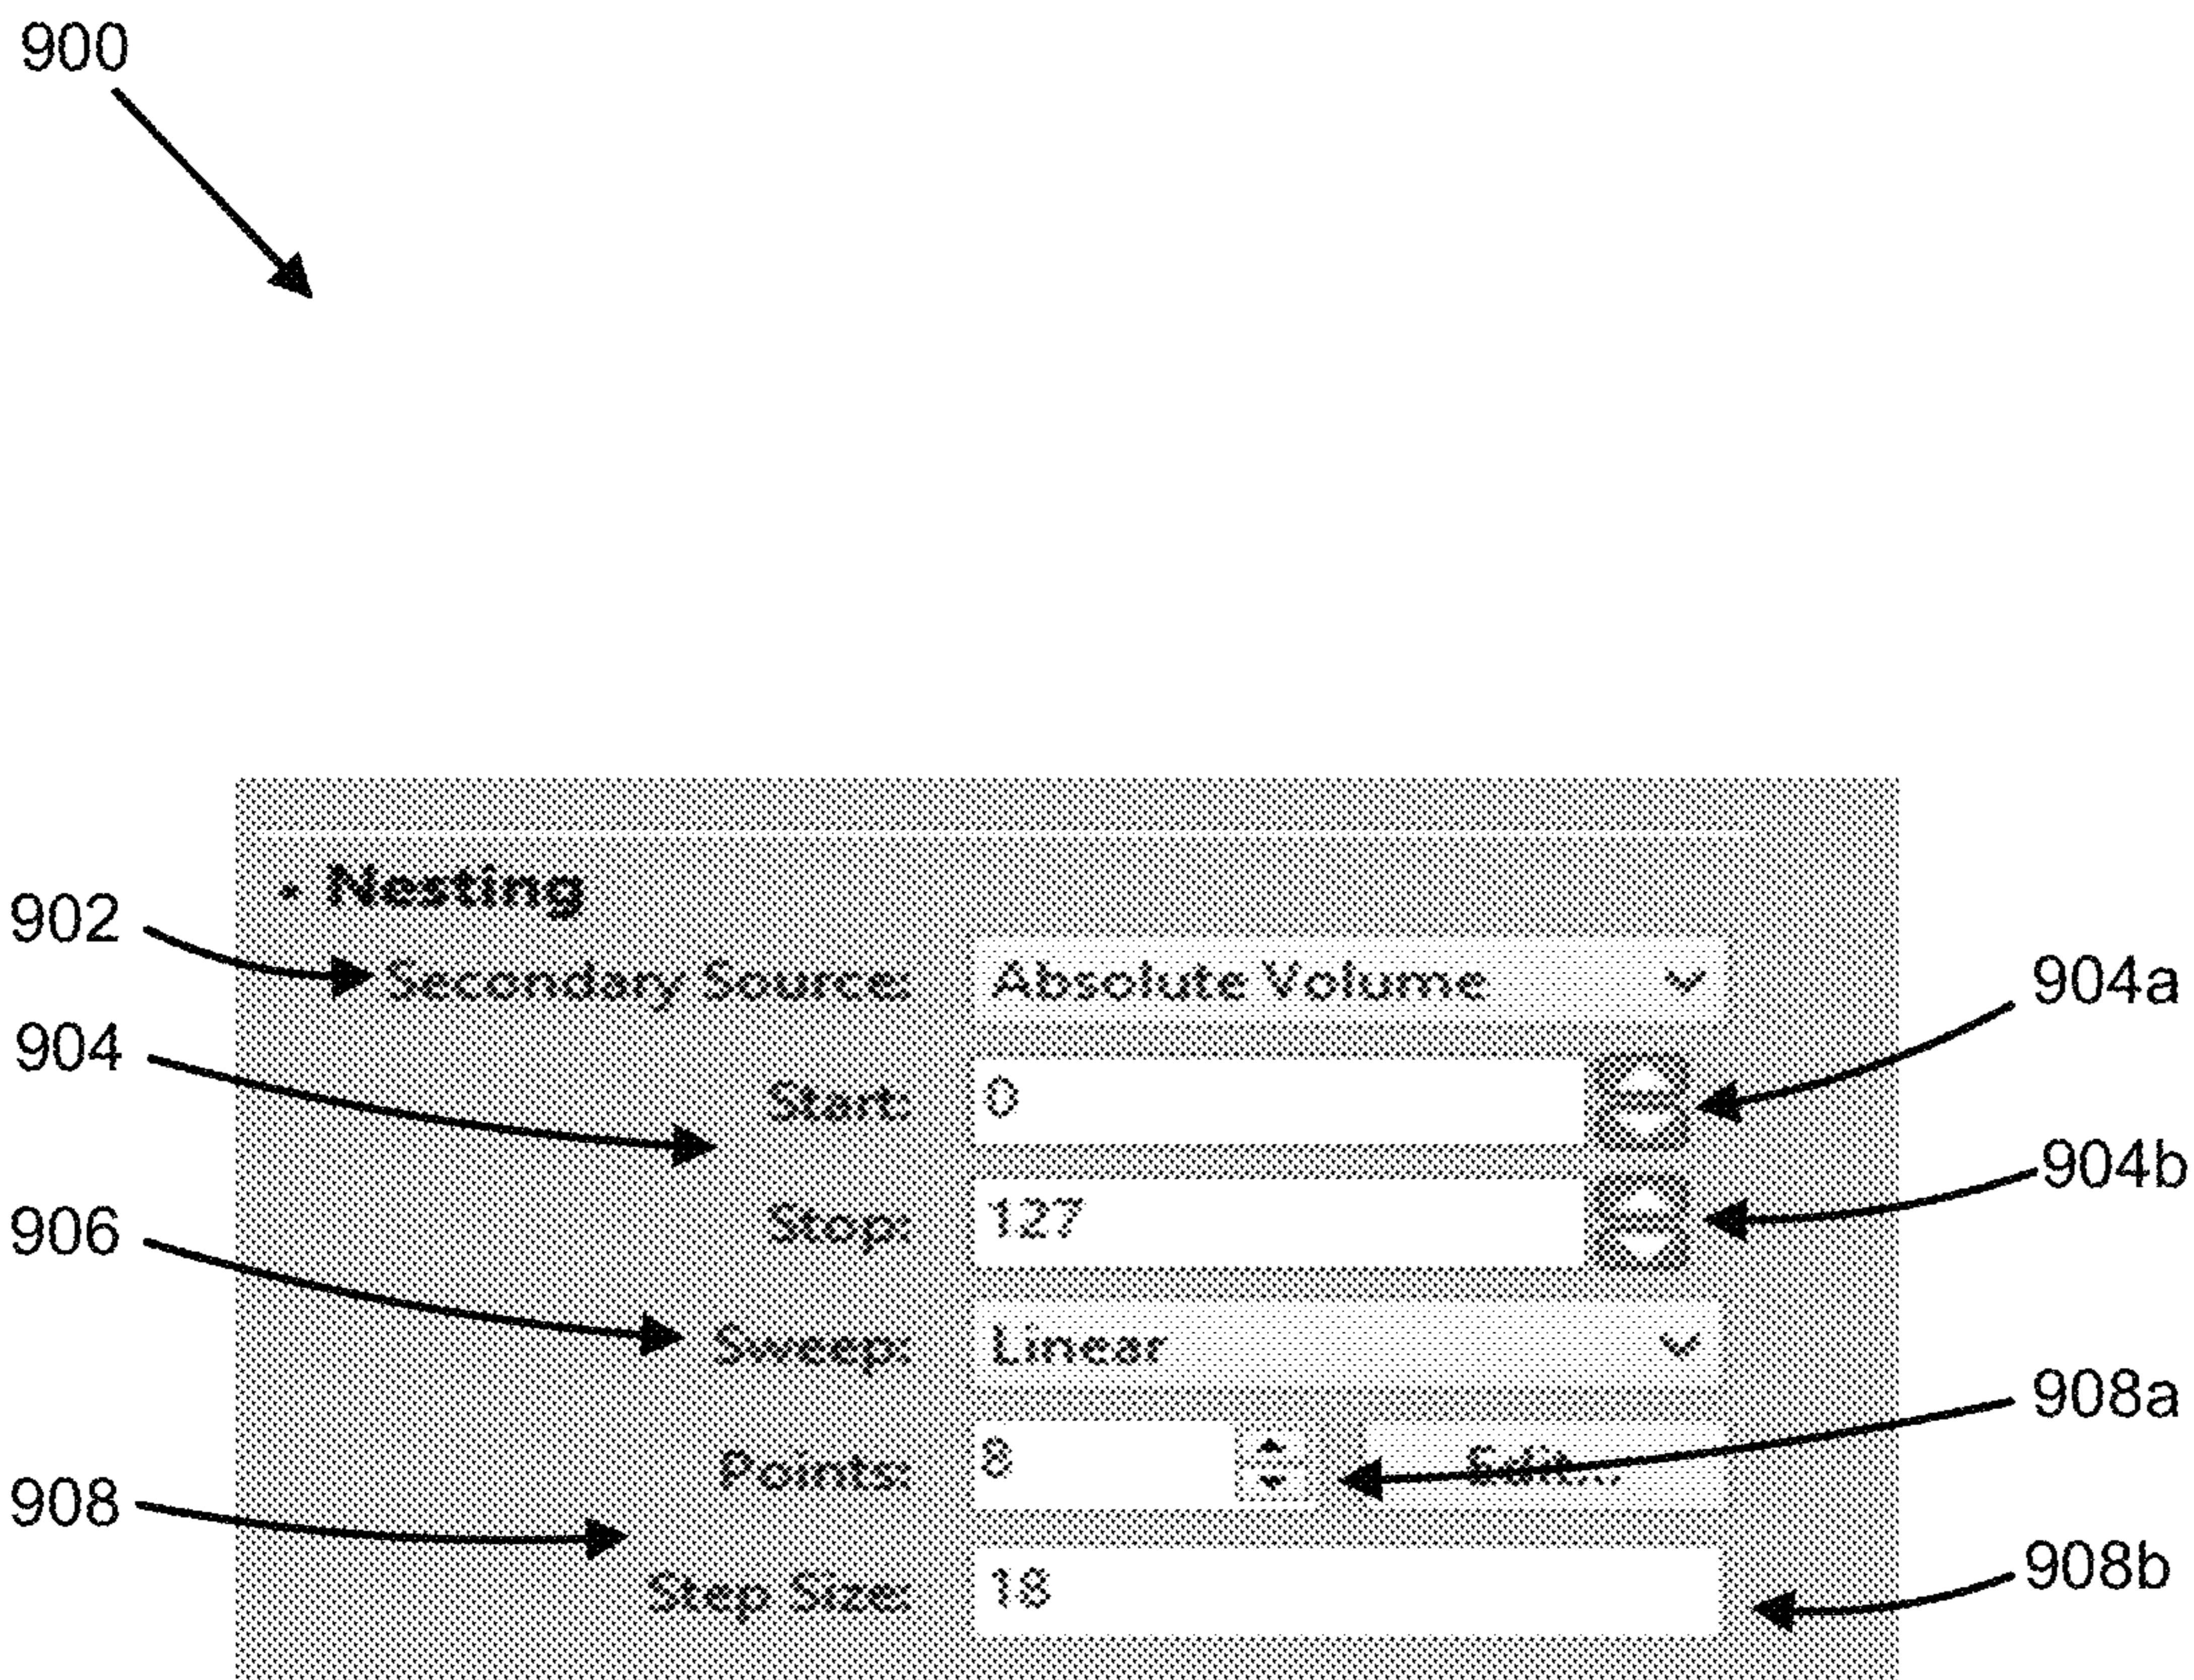 900
Nesting
902 Secondary Source: Absolute Volume 904a
904 Start: 0
Stop: 127 904b
906 Sweep: Linear
Points: 8 Edit... 908a
908 Step Size: 18 908b